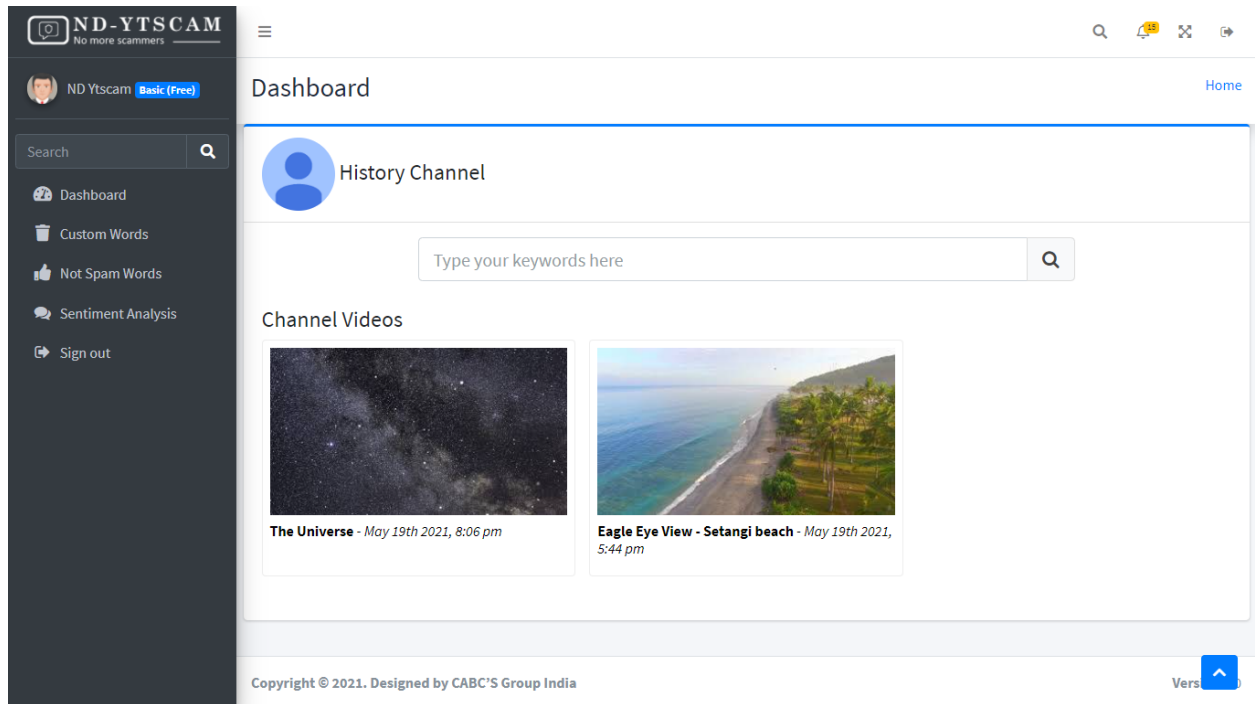 ND-YTSCAM
No more scammers
15
ND Ytscam Basic (Free)
Dashboard
Home
Search
Dashboard
Custom Words
Not Spam Words
Sentiment Analysis
Sign out
History Channel
Type your keywords here
Channel Videos
The Universe - May 19th 2021, 8:06 pm
Eagle Eye View - Setangi beach - May 19th 2021,
5:44 pm
Copyright © 2021. Designed by CABC'S Group India